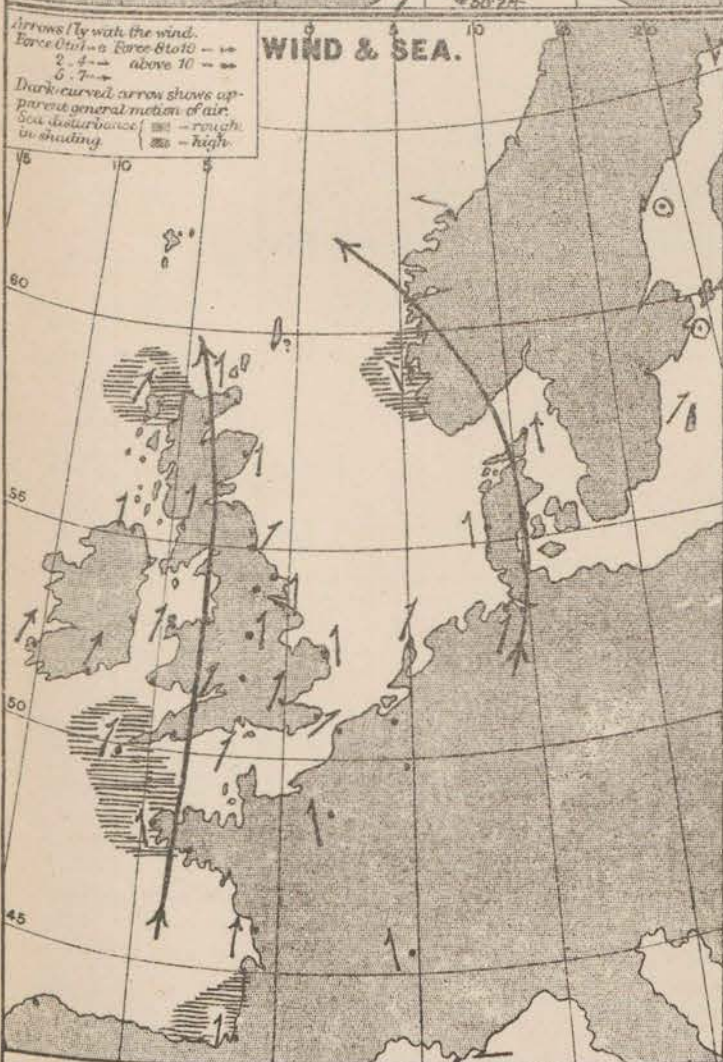 WIND & SEA.
Arrows fly with the wind.
Force 0 to 1 Force 8 to 10
2 . 4 above 10
5 . 7
Dark curved arrow shows ap-
parent general motion of air.
Sea disturbance - rough
in shading - high
15 10 5 0 5 10 15 20
60
55
50
45